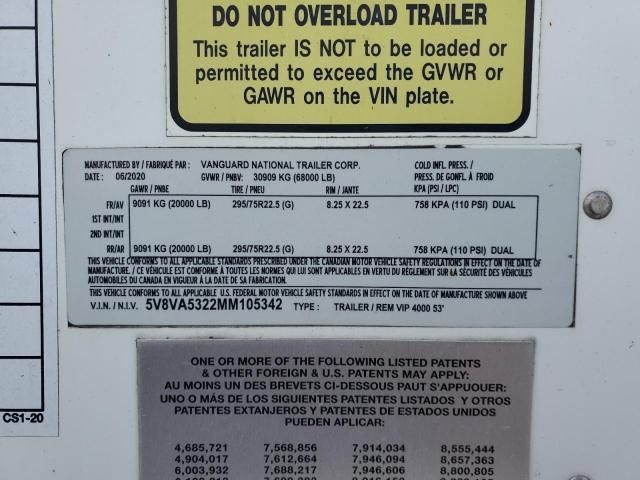 DO NOT OVERLOAD TRAILER
This trailer IS NOT to be loaded or
permitted to exceed the GVWR or
GAWR on the VIN plate.
MANUFACTURED BY / FABRIQUÉ PAR : VANGUARD NATIONAL TRAILER CORP. COLD INFL. PRESS. /
DATE : 06/2020 GVWR / PNBV: 30909 KG (68000 LB) PRESS. DE GONFL. À FROID
GAWR / PNBE TIRE / PNEU RIM / JANTE KPA (PSI / LPC)
FR/AV 9091 KG (20000 LB) 295/75R22.5 (G) 8.25 X 22.5 758 KPA (110 PSI) DUAL
1ST INT/INT
2ND INT/INT
RR/AR 9091 KG (20000 LB) 295/75R22.5 (G) 8.25 X 22.5 758 KPA (110 PSI) DUAL
THIS VEHICLE CONFORMS TO ALL APPLICABLE STANDARDS PRESCRIBED UNDER THE CANADIAN MOTOR VEHICLE SAFETY REGULATIONS IN EFFECT ON THE DATE OF
MANUFACTURE. / CE VÉHICULE EST CONFORME À TOUTES LES NORMES QUI LUI SONT APPLICABLES EN VERTU DU RÈGLEMENT SUR LA SÉCURITÉ DES VÉHICULES
AUTOMOBILES DU CANADA EN VIGUEUR À LA DATE DE SA FABRICATION
THIS VEHICLE CONFORMS TO ALL APPLICABLE U.S. FEDERAL MOTOR VEHICLE SAFETY STANDARDS IN EFFECT ON THE DATE OF MANUFACTURE SHOWN ABOVE
V.I.N. / N.I.V. 5V8VA5322MM105342 TYPE : TRAILER / REM VIP 4000 53'
CS1-20
ONE OR MORE OF THE FOLLOWING LISTED PATENTS
& OTHER FOREIGN & U.S. PATENTS MAY APPLY:
AU MOINS UN DES BREVETS CI-DESSOUS PAUT S'APPUOUER:
UNO O MÁS DE LOS SIGUIENTES PATENTES LISTADOS Y OTROS
PATENTES EXTANJEROS Y PATENTES DE ESTADOS UNIDOS
PUEDEN APLICAR:
4,685,721 7,568,856 7,914,034 8,555,444
4,904,017 7,612,664 7,946,094 8,657,363
6,003,932 7,688,217 7,946,606 8,800,805